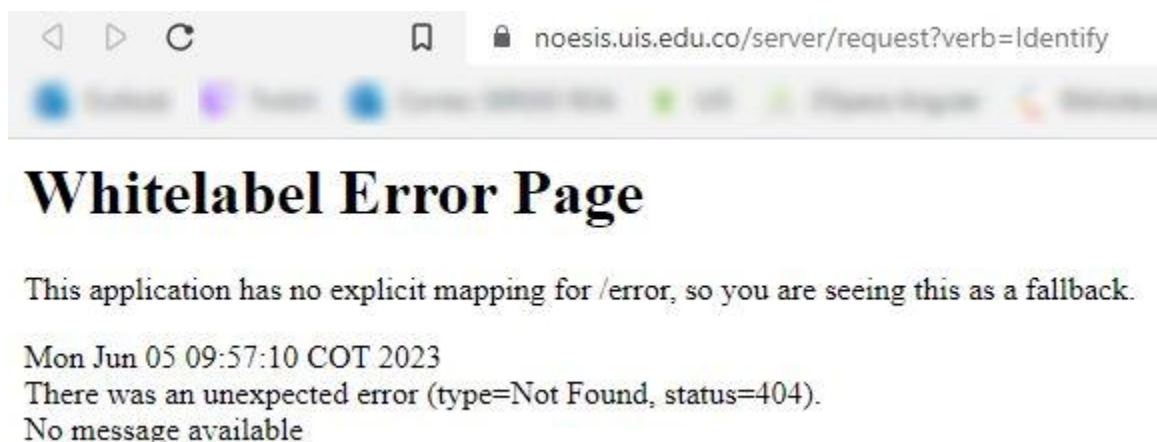 noesis.uis.edu.co/server/request?verb=Identify
Whitelabel Error Page
This application has no explicit mapping for /error, so you are seeing this as a fallback.
Mon Jun 05 09:57:10 COT 2023
There was an unexpected error (type=Not Found, status=404).
No message available